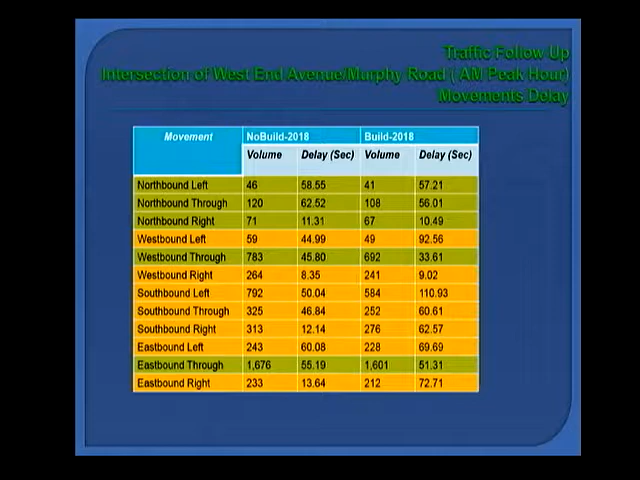 Traffic Follow Up
Intersection of West End Avenue/Murphy Road ( AM Peak Hour)
Movements Delay
Movement NoBuild-2018 Build-2018
Volume Delay (Sec) Volume Delay (Sec)
Northbound Left 46 58.55 41 57.21
Northbound Through 120 62.52 108 56.01
Northbound Right 71 11.31 67 10.49
Westbound Left 59 44.99 49 92.56
Westbound Through 783 45.80 692 33.61
Westbound Right 264 8.35 241 9.02
Southbound Left 792 50.04 584 110.93
Southbound Through 325 46.84 252 60.61
Southbound Right 313 12.14 276 62.57
Eastbound Left 243 60.08 228 69.69
Eastbound Through 1,676 55.19 1,601 51.31
Eastbound Right 233 13.64 212 72.71